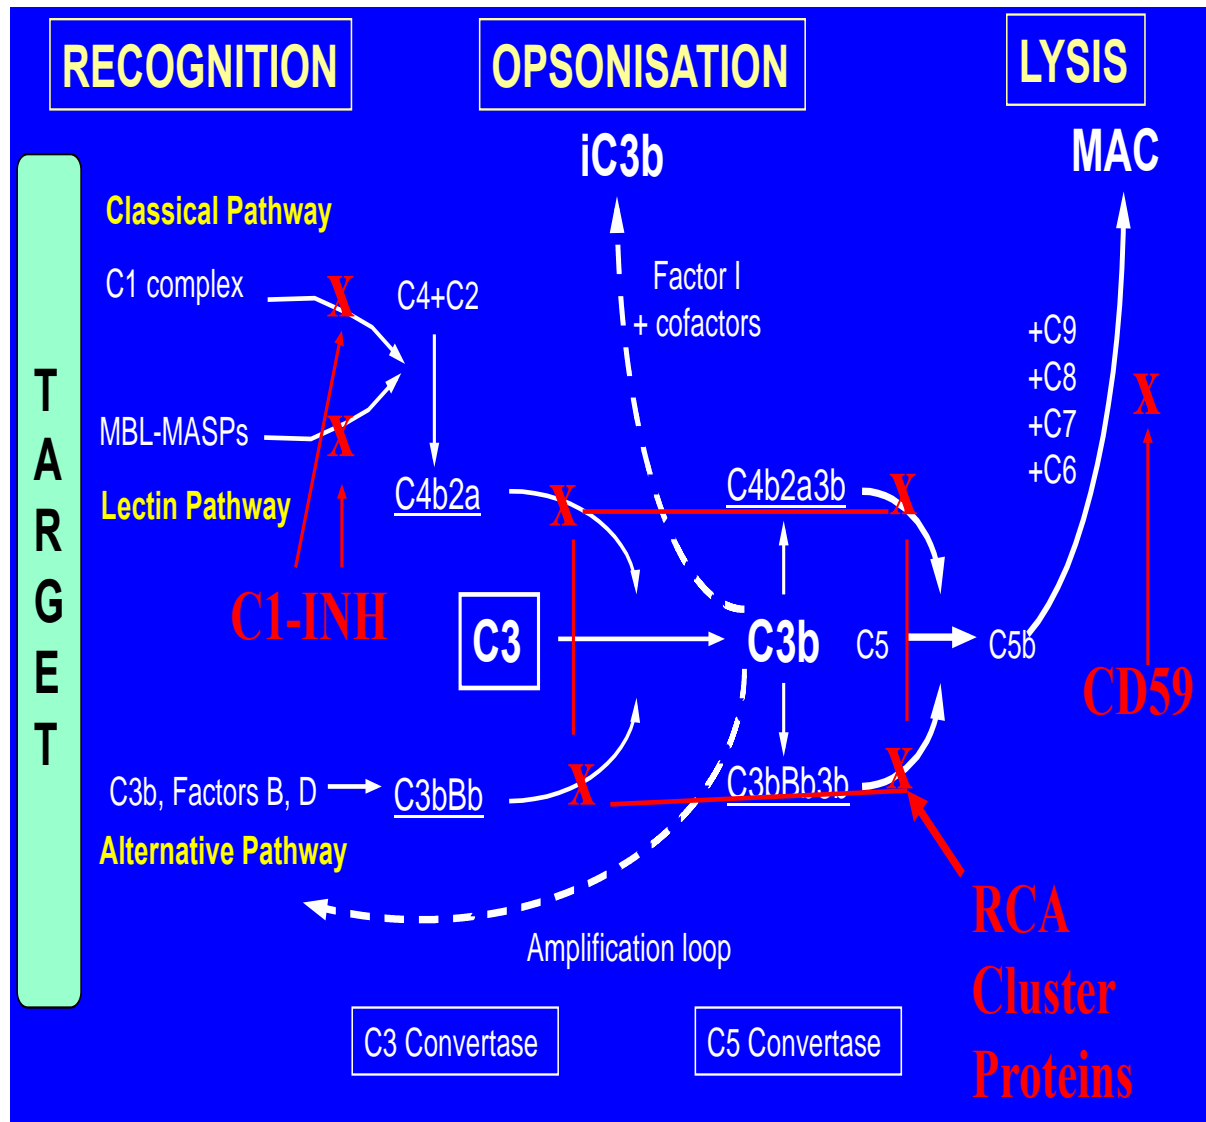 RECOGNITION
OPSONISATION
LYSIS
iC3b
MAC
TARGET
Classical Pathway
C1 complex
X
C4+C2
Factor I
+ cofactors
+C9
+C8
+C7
+C6
X
MBL-MASPs
X
Lectin Pathway
C4b2a
X
C4b2a3b
X
C1-INH
C3
C3b
C5
C5b
CD59
C3b, Factors B, D
C3bBb
X
C3bBb3b
X
Alternative Pathway
Amplification loop
RCA
Cluster
Proteins
C3 Convertase
C5 Convertase